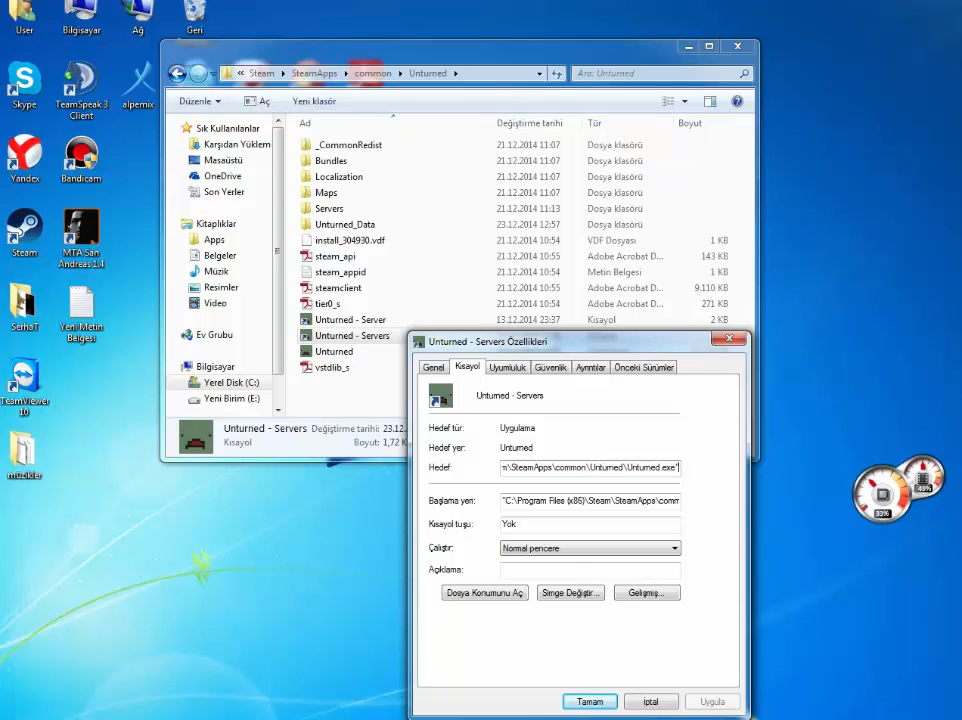 User
Bilgisayar
Ağ
Geri
Skype
TeamSpeak 3
Client
alpemix
Yandex
Bandicam
Steam
MTA San
Andreas 1.4
SerhaT
Yeni Metin
Belgesi
TeamViewer
10
müzikler
« Steam ▸ SteamApps ▸ common ▸ Unturned ▸
Ara: Unturned
Düzenle
Aç
Yeni klasör
Ad
Değiştirme tarihi
Tür
Boyut
Sık Kullanılanlar
Karşıdan Yüklem
Masaüstü
OneDrive
Son Yerler
Kitaplıklar
Apps
Belgeler
Müzik
Resimler
Video
Ev Grubu
Bilgisayar
Yerel Disk (C:)
Yeni Birim (E:)
_CommonRedist 21.12.2014 11:07 Dosya klasörü
Bundles 21.12.2014 11:07 Dosya klasörü
Localization 21.12.2014 11:07 Dosya klasörü
Maps 21.12.2014 11:07 Dosya klasörü
Servers 21.12.2014 11:13 Dosya klasörü
Unturned_Data 23.12.2014 12:57 Dosya klasörü
install_304930.vdf 21.12.2014 10:54 VDF Dosyası 1 KB
steam_api 21.12.2014 10:55 Adobe Acrobat D... 143 KB
steam_appid 21.12.2014 10:54 Metin Belgesi 1 KB
steamclient 21.12.2014 10:55 Adobe Acrobat D... 9.110 KB
tier0_s 21.12.2014 10:54 Adobe Acrobat D... 271 KB
Unturned - Server 13.12.2014 23:37 Kısayol 2 KB
Unturned - Servers
Unturned
vstdlib_s
Unturned - Servers Değiştirme tarihi: 23.12.
Kısayol Boyut: 1,72 K
Unturned - Servers Özellikleri
Genel
Kısayol
Uyumluluk
Güvenlik
Ayrıntılar
Önceki Sürümler
Unturned - Servers
Hedef tür: Uygulama
Hedef yer: Unturned
Hedef: m\SteamApps\common\Unturned\Unturned.exe"
Başlama yeri: "C:\Program Files (x86)\Steam\SteamApps\comm
Kısayol tuşu: Yok
Çalıştır: Normal pencere
Açıklama:
Dosya Konumunu Aç
Simge Değiştir...
Gelişmiş...
Tamam
İptal
Uygula
33%
49%